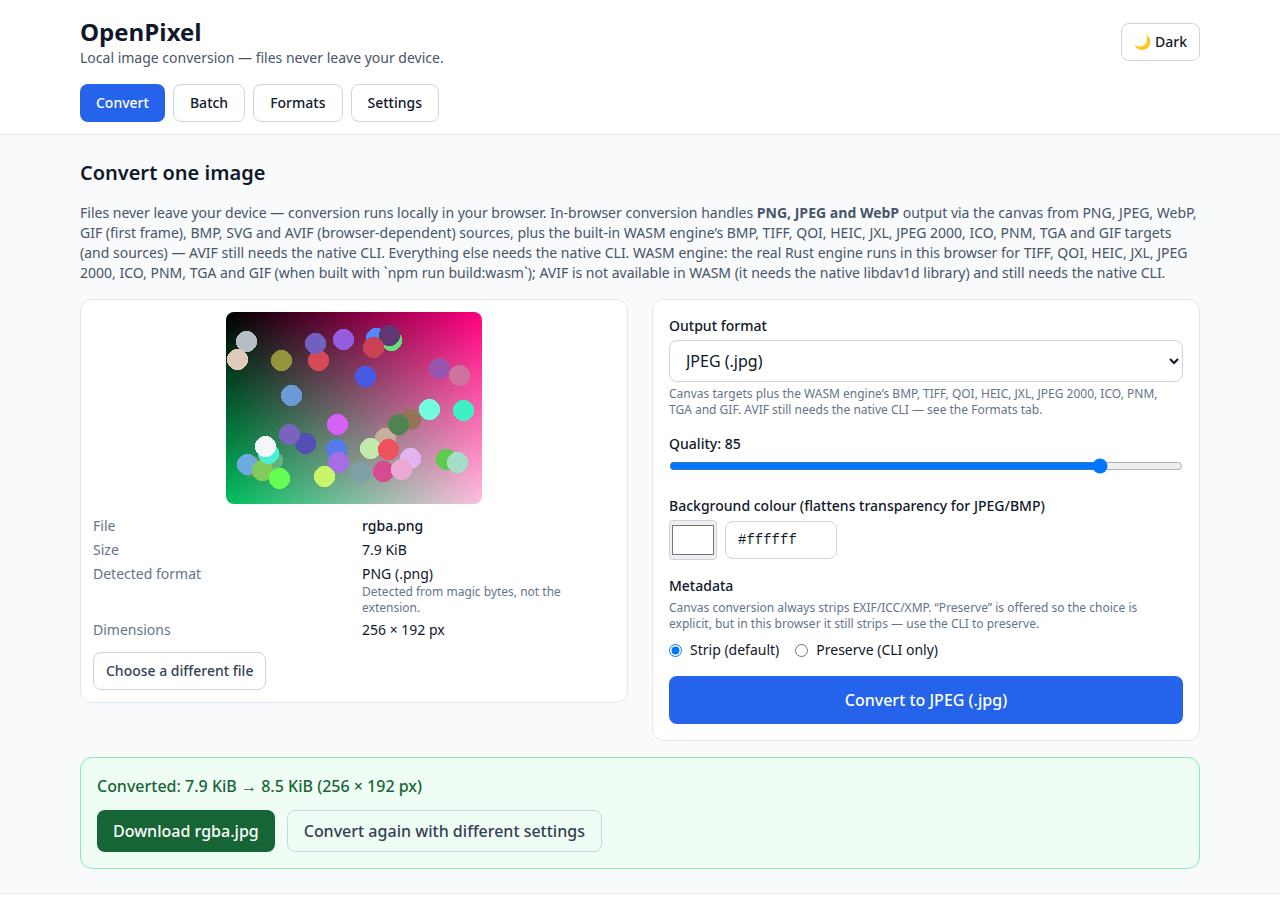 OpenPixel
Local image conversion — files never leave your device.
🌙 Dark
Convert
Batch
Formats
Settings
Convert one image
Files never leave your device — conversion runs locally in your browser. In-browser conversion handles PNG, JPEG and WebP output via the canvas from PNG, JPEG, WebP,
GIF (first frame), BMP, SVG and AVIF (browser-dependent) sources, plus the built-in WASM engine’s BMP, TIFF, QOI, HEIC, JXL, JPEG 2000, ICO, PNM, TGA and GIF targets
(and sources) — AVIF still needs the native CLI. Everything else needs the native CLI. WASM engine: the real Rust engine runs in this browser for TIFF, QOI, HEIC, JXL, JPEG
2000, ICO, PNM, TGA and GIF (when built with `npm run build:wasm`); AVIF is not available in WASM (it needs the native libdav1d library) and still needs the native CLI.
File
rgba.png
Size
7.9 KiB
Detected format
PNG (.png)
Detected from magic bytes, not the
extension.
Dimensions
256 × 192 px
Choose a different file
Output format
JPEG (.jpg)
Canvas targets plus the WASM engine’s BMP, TIFF, QOI, HEIC, JXL, JPEG 2000, ICO, PNM,
TGA and GIF. AVIF still needs the native CLI — see the Formats tab.
Quality: 85
Background colour (flattens transparency for JPEG/BMP)
#ffffff
Metadata
Canvas conversion always strips EXIF/ICC/XMP. “Preserve” is offered so the choice is
explicit, but in this browser it still strips — use the CLI to preserve.
Strip (default)
Preserve (CLI only)
Convert to JPEG (.jpg)
Converted: 7.9 KiB → 8.5 KiB (256 × 192 px)
Download rgba.jpg
Convert again with different settings